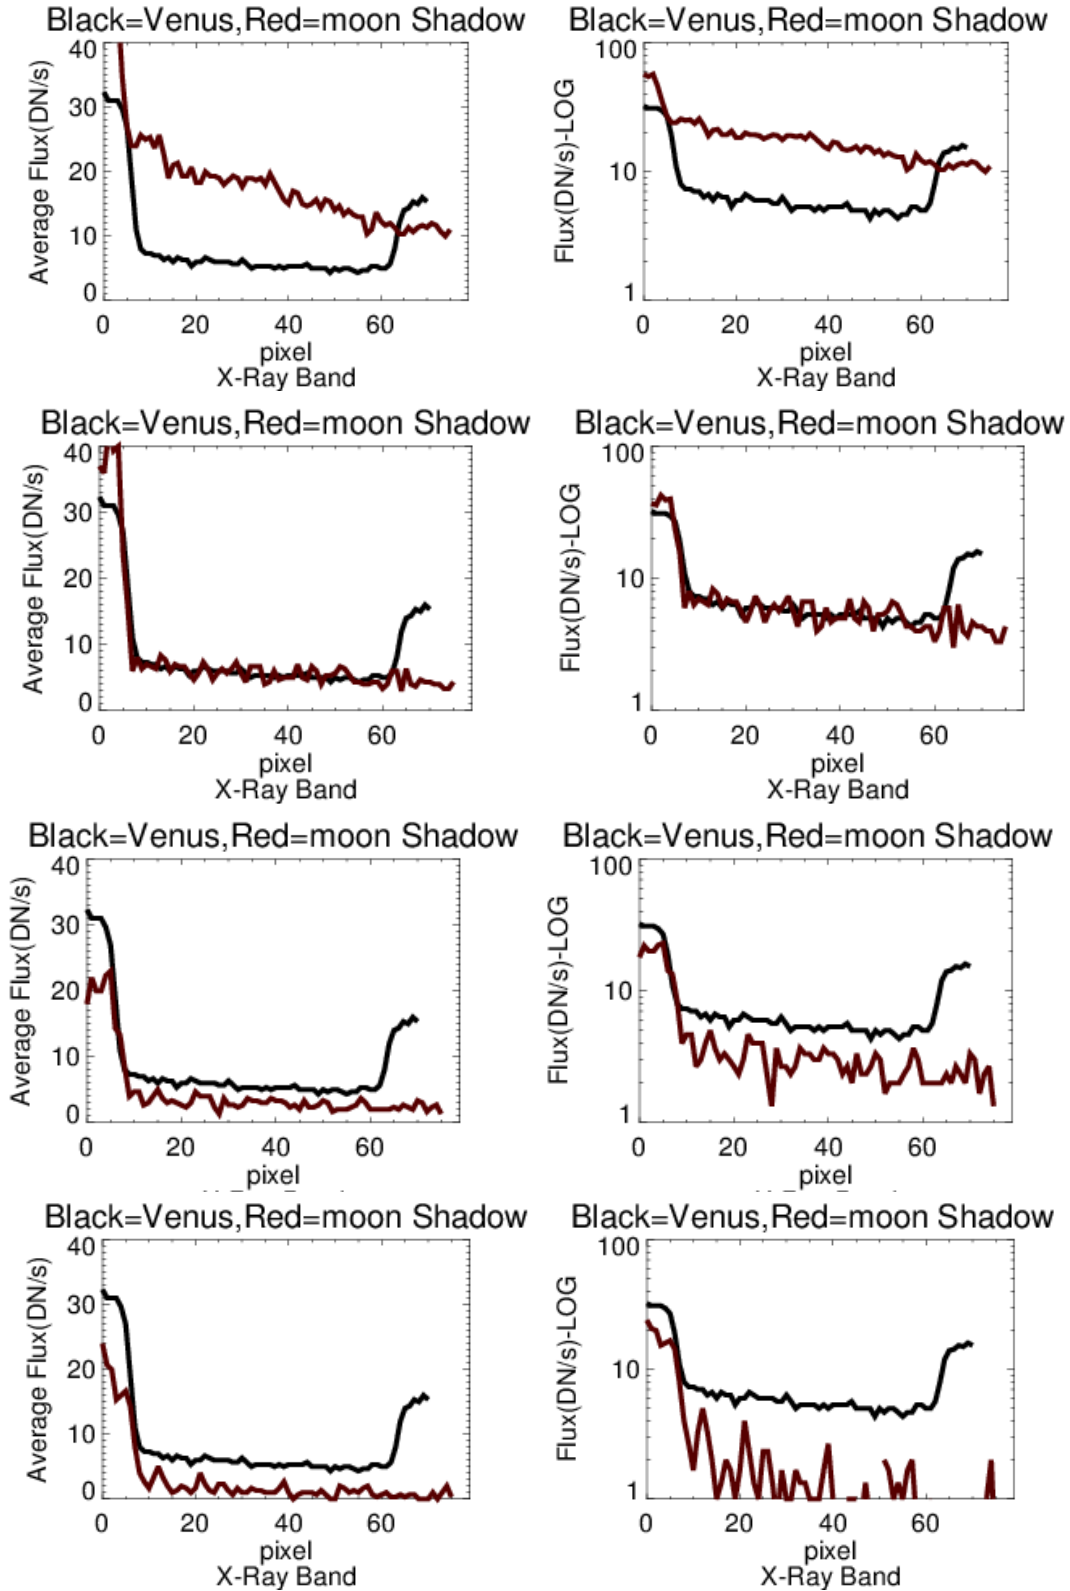 Black=Venus,Red=moon Shadow
Average Flux(DN/s)
40
30
20
10
0
0 20 40 60
pixel
X-Ray Band
Black=Venus,Red=moon Shadow
Flux(DN/s)-LOG
100
10
1
0 20 40 60
pixel
X-Ray Band
Black=Venus,Red=moon Shadow
Average Flux(DN/s)
40
30
20
10
0
0 20 40 60
pixel
X-Ray Band
Black=Venus,Red=moon Shadow
Flux(DN/s)-LOG
100
10
1
0 20 40 60
pixel
X-Ray Band
Black=Venus,Red=moon Shadow
Average Flux(DN/s)
40
30
20
10
0
0 20 40 60
pixel
Black=Venus,Red=moon Shadow
Flux(DN/s)-LOG
100
10
1
0 20 40 60
pixel
Black=Venus,Red=moon Shadow
Average Flux(DN/s)
40
30
20
10
0
0 20 40 60
pixel
X-Ray Band
Black=Venus,Red=moon Shadow
Flux(DN/s)-LOG
100
10
1
0 20 40 60
pixel
X-Ray Band